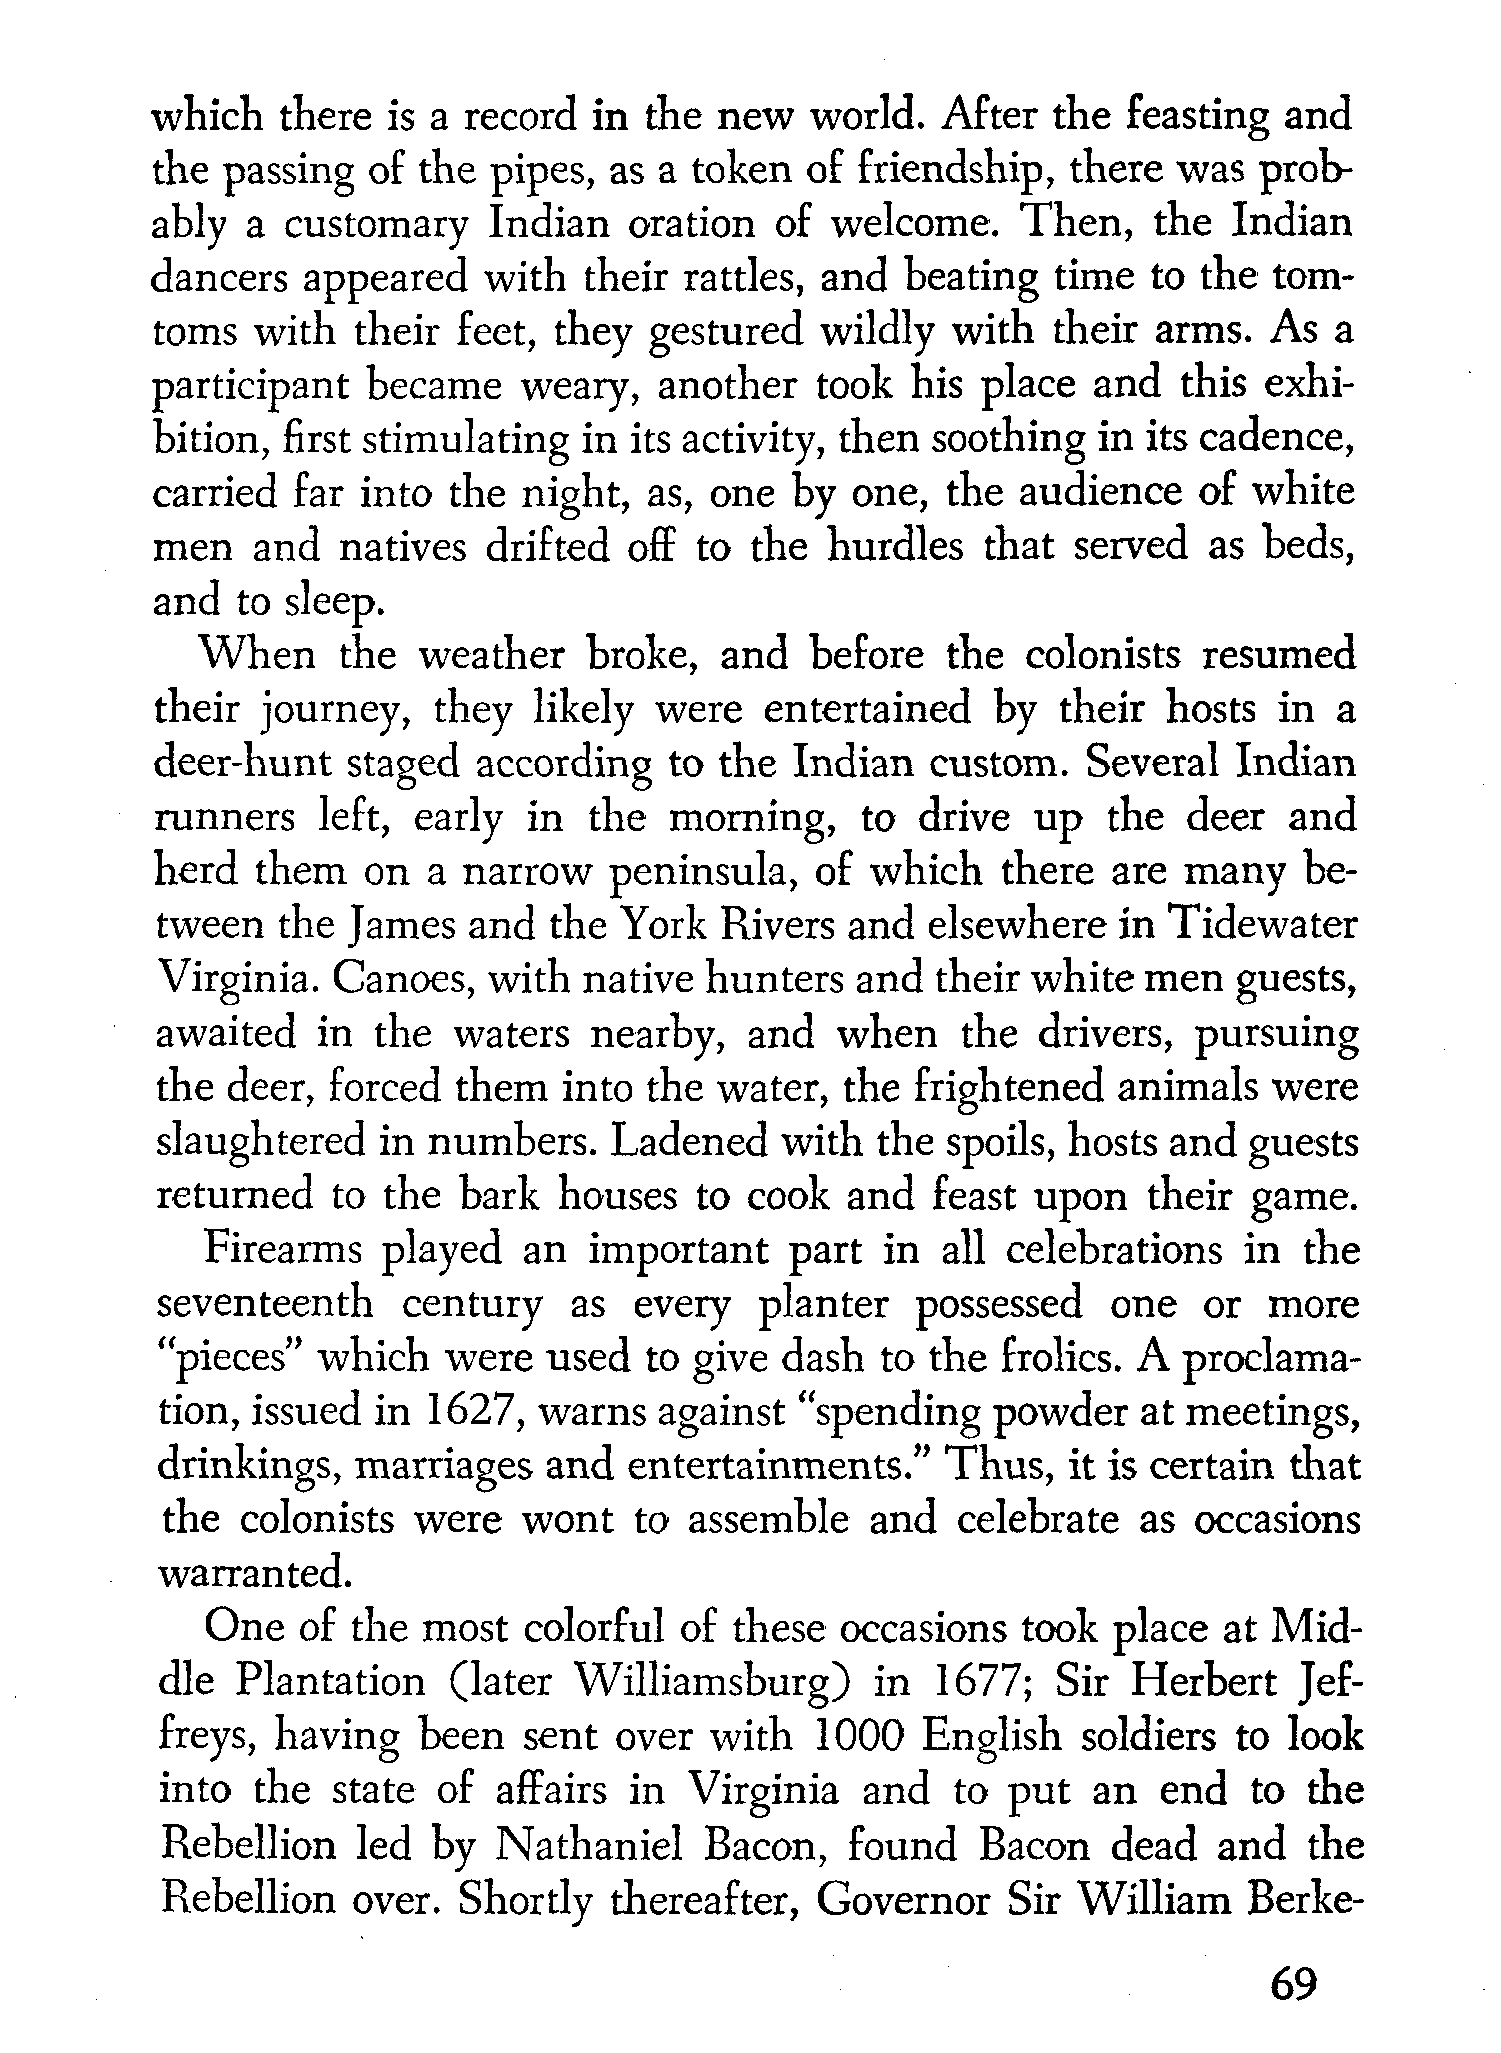 which there is a record in the new world. After the feasting and
the passing of the pipes, as a token of friendship, there was prob-
ably a customary Indian oration of welcome. Then, the Indian
dancers appeared with their rattles, and beating time to the tom-
toms with their feet, they gestured wildly with their arms. As a
participant became weary, another took his place and this exhi-
bition, first stimulating in its activity, then soothing in its cadence,
carried far into the night, as, one by one, the audience of white
men and natives drifted off to the hurdles that served as beds,
and to sleep.
When the weather broke, and before the colonists resumed
their journey, they likely were entertained by their hosts in a
deer-hunt staged according to the Indian custom. Several Indian
runners left, early in the morning, to drive up the deer and
herd them on a narrow peninsula, of which there are many be-
tween the James and the York Rivers and elsewhere in Tidewater
Virginia. Canoes, with native hunters and their white men guests,
awaited in the waters nearby, and when the drivers, pursuing
the deer, forced them into the water, the frightened animals were
slaughtered in numbers. Ladened with the spoils, hosts and guests
returned to the bark houses to cook and feast upon their game.
Firearms played an important part in all celebrations in the
seventeenth century as every planter possessed one or more
“pieces” which were used to give dash to the frolics. A proclama-
tion, issued in 1627, warns against “spending powder at meetings,
drinkings, marriages and entertainments.” Thus, it is certain that
the colonists were wont to assemble and celebrate as occasions
warranted.
One of the most colorful of these occasions took place at Mid-
dle Plantation (later Williamsburg) in 1677; Sir Herbert Jef-
freys, having been sent over with 1000 English soldiers to look
into the state of affairs in Virginia and to put an end to the
Rebellion led by Nathaniel Bacon, found Bacon dead and the
Rebellion over. Shortly thereafter, Governor Sir William Berke-
69